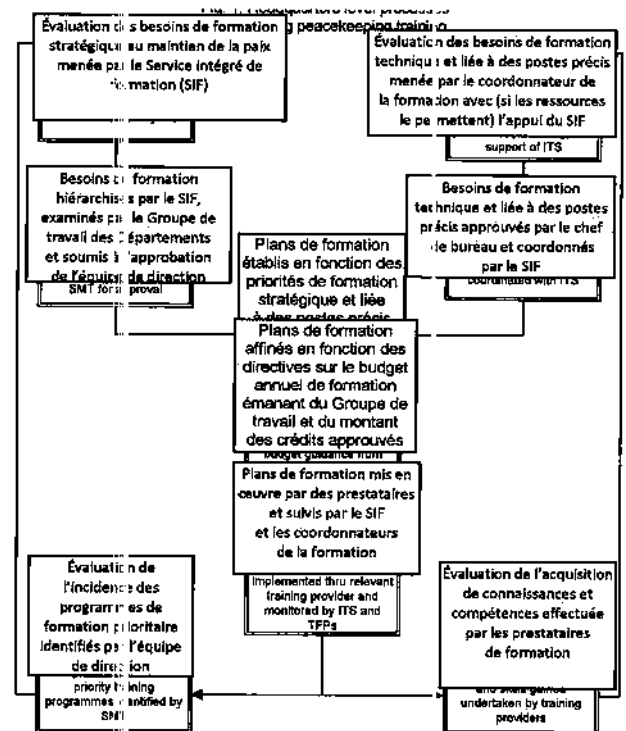 ing peacekeeping training
Évaluation des besoins de formation
stratégique au maintien de la paix
menée par le Service intégré de
formation (SIF)
Évaluation des besoins de formation
technique et liée à des postes précis
menée par le coordonnateur de
la formation avec (si les ressources
le permettent) l'appui du SIF
support of ITS
Besoins de formation
hiérarchisés par le SIF,
examinés par le Groupe de
travail des Départements
et soumis à l'approbation
de l'équipe de direction
SMT for approval
Besoins de formation
technique et liée à des postes
précis approuvés par le chef
de bureau et coordonnés
par le SIF
coordinated with ITS
Plans de formation
établis en fonction des
priorités de formation
stratégique et liée
à des postes précis
Plans de formation
affinés en fonction des
directives sur le budget
annuel de formation
émanant du Groupe de
travail et du montant
des crédits approuvés
budget guidance from
Plans de formation mis en
œuvre par des prestataires
et suivis par le SIF
et les coordonnateurs
de la formation
Implemented thru relevant
training provider and
monitored by ITS and
TFPs
Évaluation de
l'incidence des
programmes de
formation prioritaire
identifiés par l'équipe
de direction
priority training
programmes identified by
SMT
Évaluation de l'acquisition
de connaissances et
compétences effectuée
par les prestataires
de formation
undertaken by training
providers